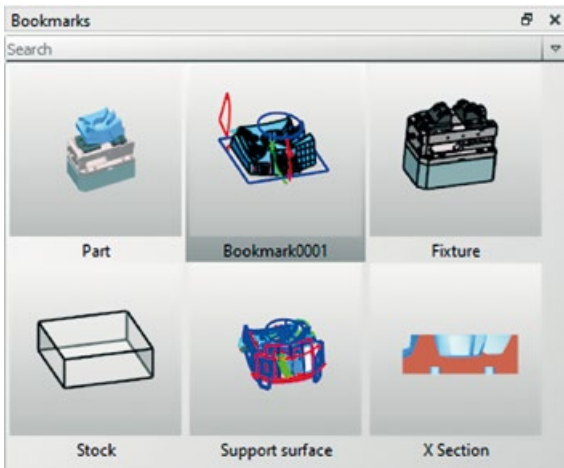 Bookmarks
Search
Part
Bookmark0001
Fixture
Stock
Support surface
X Section